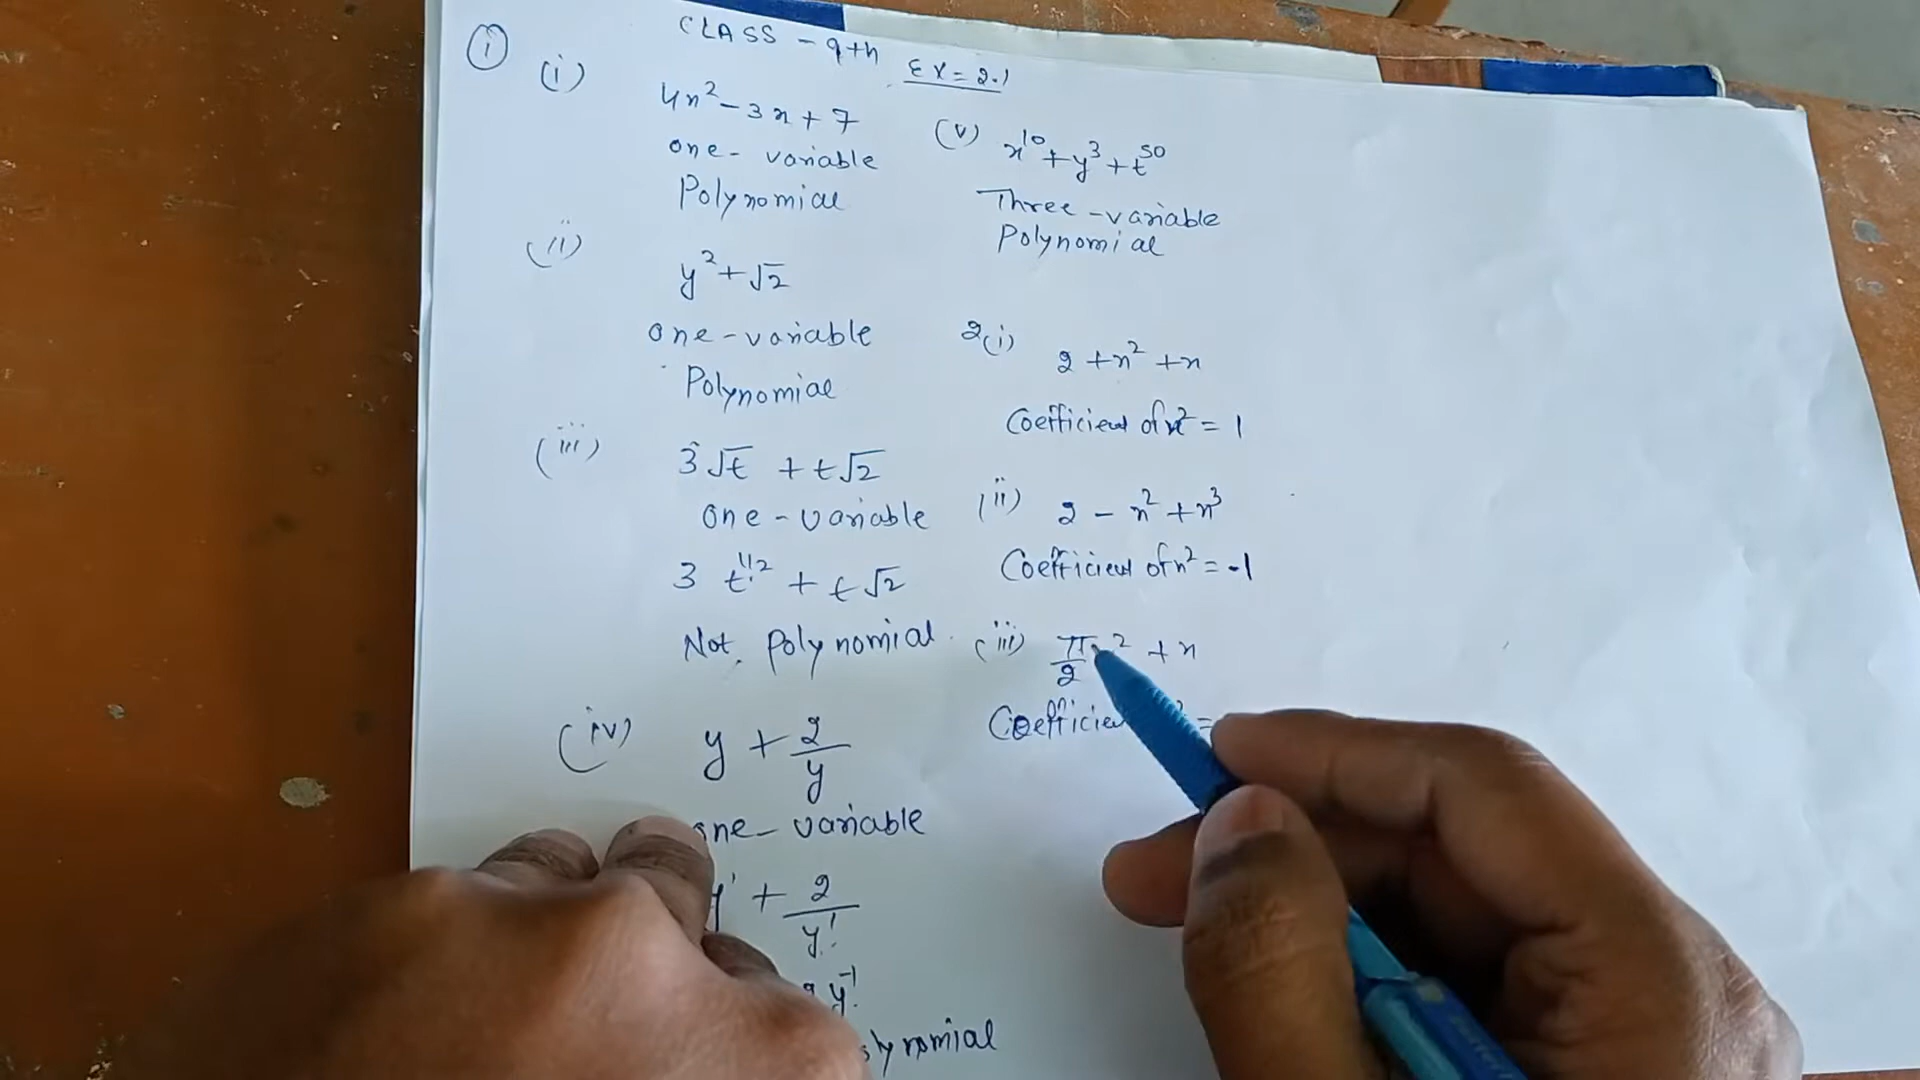 CLASS - 9th
Ex = 2.1
①
(i)
4x² - 3x + 7
one - variable
Polynomial
(ii)
y² + √2
one - variable
Polynomial
(iii)
3√t + t√2
one - variable
3 t^1/2 + t√2
Not Polynomial
(iv)
y + 2/y
one - variable
y¹ + 2/y¹
y⁻¹
(v) x¹⁰ + y³ + t⁵⁰
Three - variable
Polynomial
2(i) 2 + x² + x
Coefficient of x² = 1
(ii) 2 - x² + x³
Coefficient of x² = -1
(iii) π/2 ² + x
² =